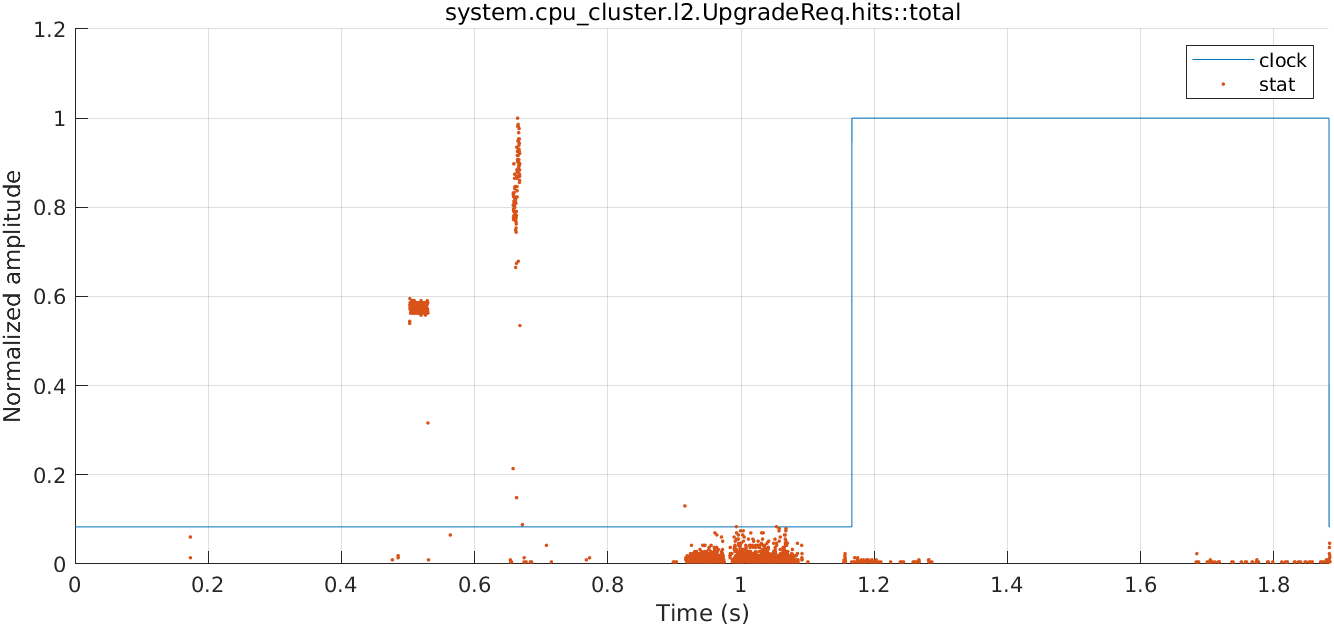 system.cpu_cluster.l2.UpgradeReq.hits::total
1.2
1
0.8
0.6
0.4
0.2
0
Normalized amplitude
clock
stat
0 0.2 0.4 0.6 0.8 1 1.2 1.4 1.6 1.8
Time (s)